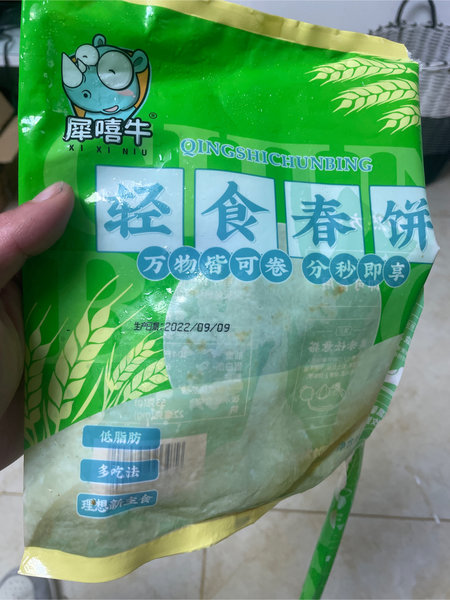 犀嘻牛®
XI XI NIU
QINGSHICHUNBING
轻食春饼
万物皆可卷 分秒即享
生产日期:2022/09/09
低脂肪
多吃法
理想新主食